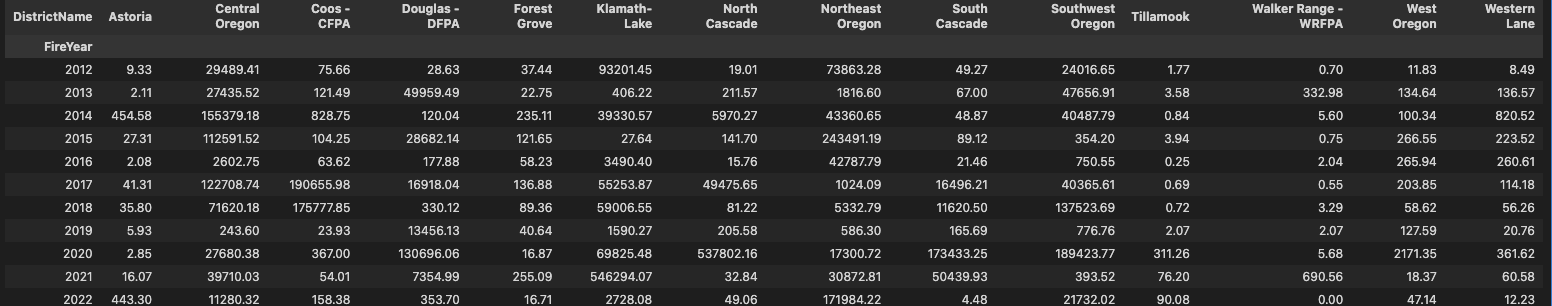 DistrictName Astoria Central Oregon Coos - CFPA Douglas - DFPA Forest Grove Klamath-Lake North Cascade Northeast Oregon South Cascade Southwest Oregon Tillamook Walker Range - WRFPA West Oregon Western Lane
FireYear
2012 9.33 29489.41 75.66 28.63 37.44 93201.45 19.01 73863.28 49.27 24016.65 1.77 0.70 11.83 8.49
2013 2.11 27435.52 121.49 49959.49 22.75 406.22 211.57 1816.60 67.00 47656.91 3.58 332.98 134.64 136.57
2014 454.58 155379.18 828.75 120.04 235.11 39330.57 5970.27 43360.65 48.87 40487.79 0.84 5.60 100.34 820.52
2015 27.31 112591.52 104.25 28682.14 121.65 27.64 141.70 243491.19 89.12 354.20 3.94 0.75 266.55 223.52
2016 2.08 2602.75 63.62 177.88 58.23 3490.40 15.76 42787.79 21.46 750.55 0.25 2.04 265.94 260.61
2017 41.31 122708.74 190655.98 16918.04 136.88 55253.87 49475.65 1024.09 16496.21 40365.61 0.69 0.55 203.85 114.18
2018 35.80 71620.18 175777.85 330.12 89.36 59006.55 81.22 5332.79 11620.50 137523.69 0.72 3.29 58.62 56.26
2019 5.93 243.60 23.93 13456.13 40.64 1590.27 205.58 586.30 165.69 776.76 2.07 2.07 127.59 20.76
2020 2.85 27680.38 367.00 130696.06 16.87 69825.48 537802.16 17300.72 173433.25 189423.77 311.26 5.68 2171.35 361.62
2021 16.07 39710.03 54.01 7354.99 255.09 546294.07 32.84 30872.81 50439.93 393.52 76.20 690.56 18.37 60.58
2022 443.30 11280.32 158.38 353.70 16.71 2728.08 49.06 171984.22 4.48 21732.02 90.08 0.00 47.14 12.23